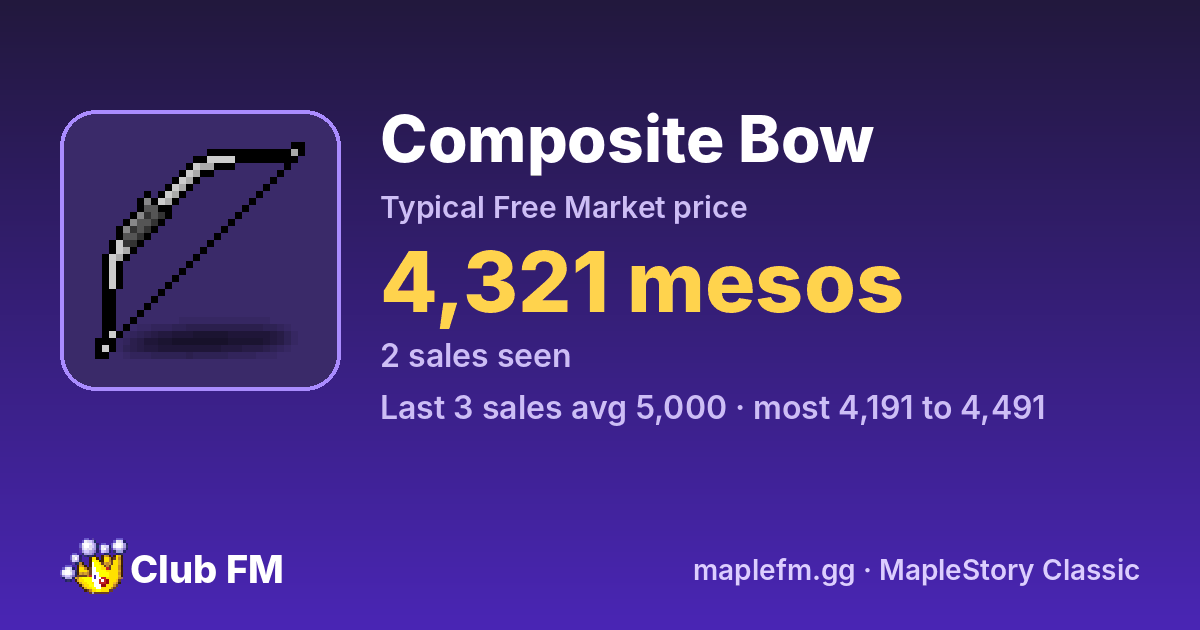 Composite Bow
Typical Free Market price
4,321 mesos
2 sales seen
Last 3 sales avg 5,000 · most 4,191 to 4,491
Club FM
maplefm.gg · MapleStory Classic